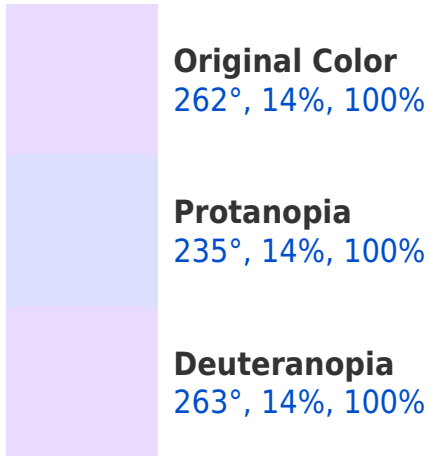 Original Color
262°, 14%, 100%
Protanopia
235°, 14%, 100%
Deuteranopia
263°, 14%, 100%